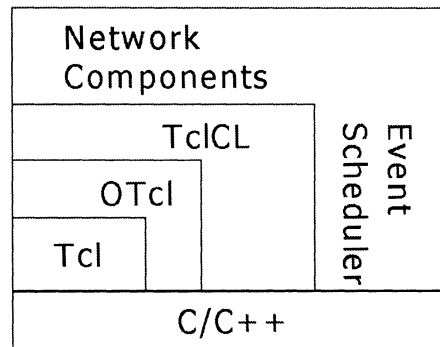 Network
Components
TclCL
Event
Scheduler
OTcl
Tcl
C/C++